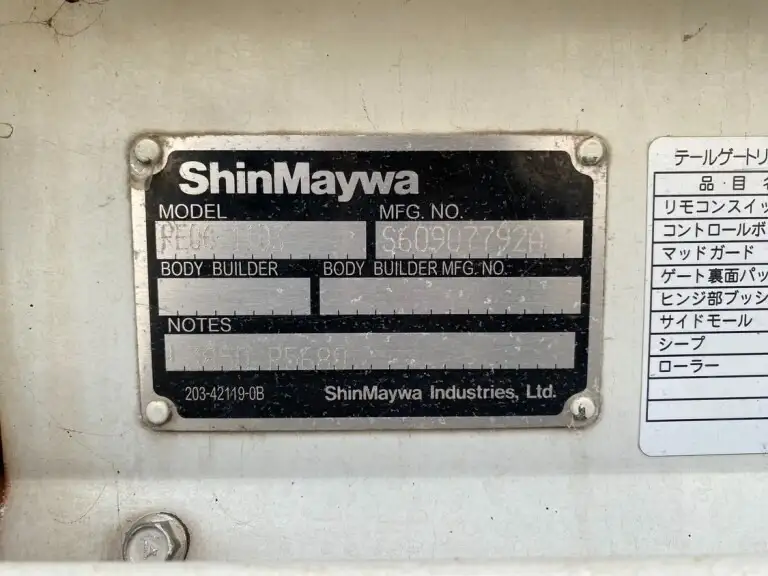 ShinMaywa
MODEL
MFG. NO.
S60907792A
BODY BUILDER
BODY BUILDER MFG. NO.
NOTES
203-42119-0B
ShinMaywa Industries, Ltd.
テールゲートリ
品・目
リモコンスイッ
コントロールボ
マッドガード
ゲート裏面パッ
ヒンジ部ブッシ
サイドモール
シープ
ローラー